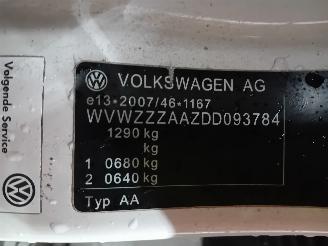 Volgende Service
VOLKSWAGEN AG
e13*2007/46*1167
WVWZZZAAZDD093784
1290 kg
kg
1 0680 kg
2 0640 kg
Typ AA